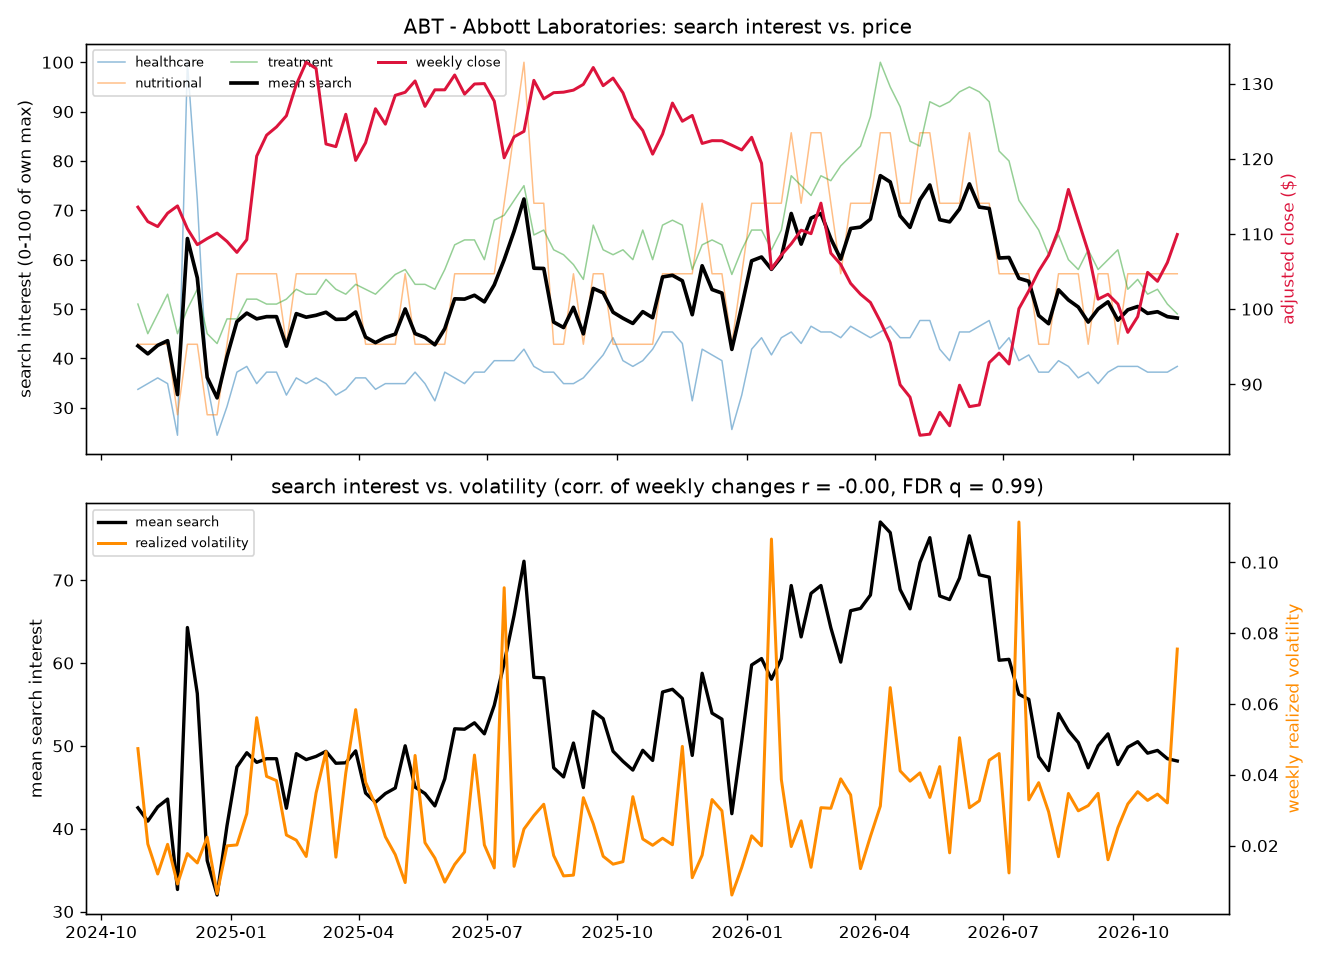 ABT - Abbott Laboratories: search interest vs. price
healthcare
nutritional
treatment
mean search
weekly close
search interest (0-100 of own max)
100
90
80
70
60
50
40
30
adjusted close ($)
130
120
110
100
90
search interest vs. volatility (corr. of weekly changes r = -0.00, FDR q = 0.99)
mean search
realized volatility
mean search interest
70
60
50
40
30
weekly realized volatility
0.10
0.08
0.06
0.04
0.02
2024-10
2025-01
2025-04
2025-07
2025-10
2026-01
2026-04
2026-07
2026-10